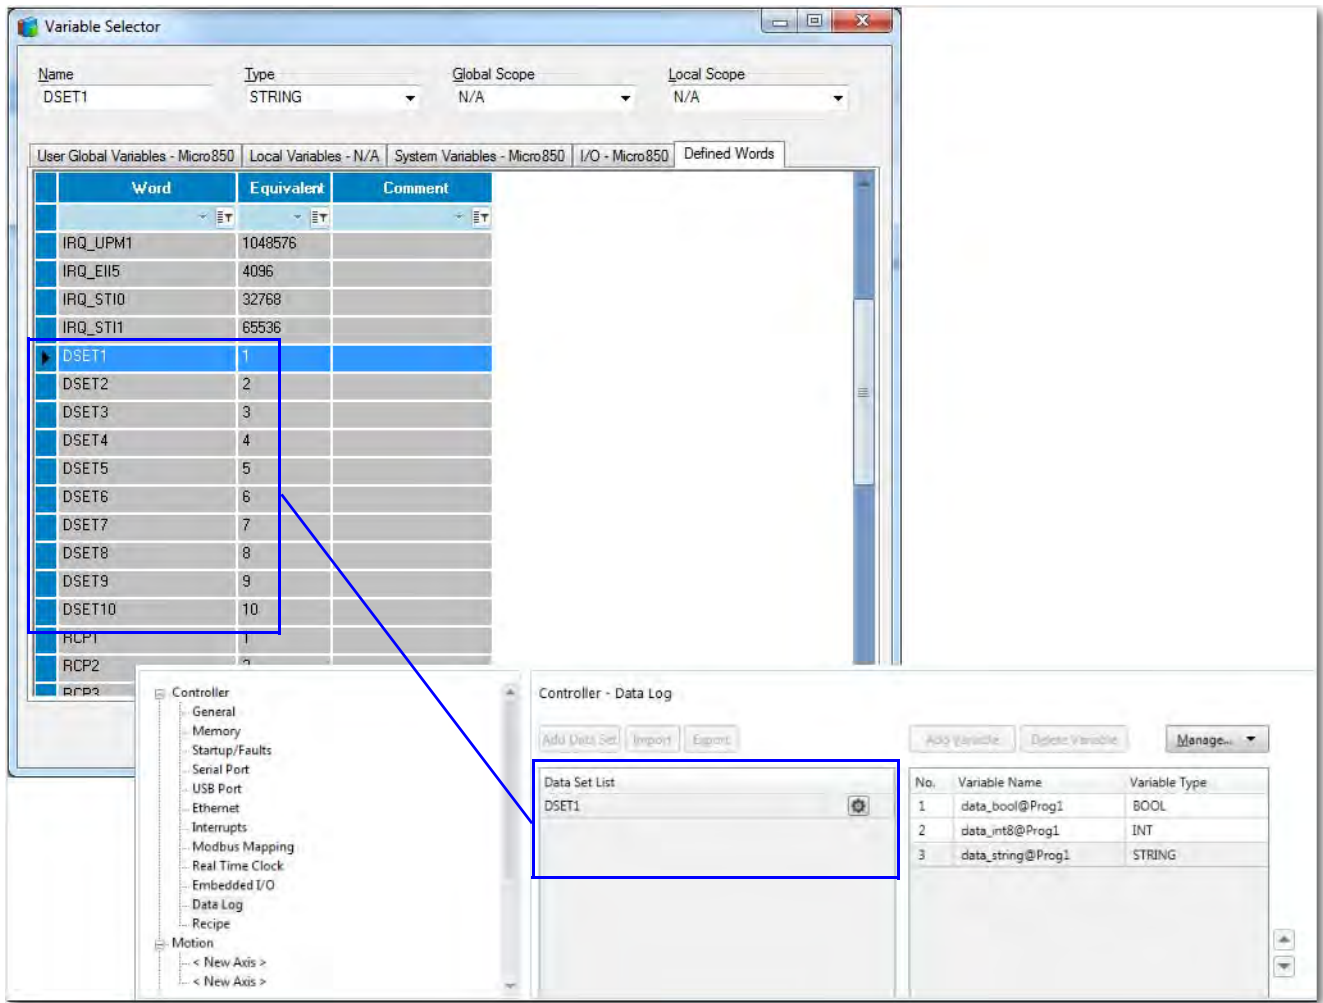 Variable Selector
Name Type Global Scope Local Scope
DSET1 STRING N/A N/A
User Global Variables - Micro850 Local Variables - N/A System Variables - Micro850 I/O - Micro850 Defined Words
Word Equivalent Comment
IRQ_UPM1 1048576
IRQ_EII5 4096
IRQ_STI0 32768
IRQ_STI1 65536
DSET1 1
DSET2 2
DSET3 3
DSET4 4
DSET5 5
DSET6 6
DSET7 7
DSET8 8
DSET9 9
DSET10 10
RCP1 1
RCP2 2
RCP3
Controller
General
Memory
Startup/Faults
Serial Port
USB Port
Ethernet
Interrupts
Modbus Mapping
Real Time Clock
Embedded I/O
Data Log
Recipe
Motion
< New Axis >
< New Axis >
Controller - Data Log
Add Data Set Import Export Add Variable Delete Variable Manage...
Data Set List
DSET1
No. Variable Name Variable Type
1 data_bool@Prog1 BOOL
2 data_int8@Prog1 INT
3 data_string@Prog1 STRING